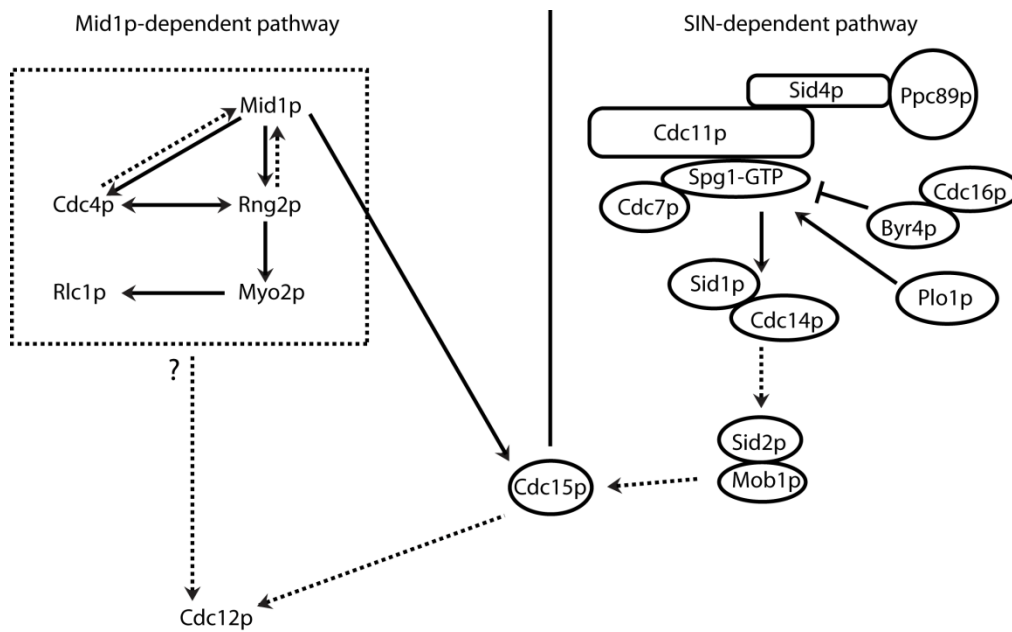 Mid1p-dependent pathway
SIN-dependent pathway
Mid1p
Cdc4p
Rng2p
Rlc1p
Myo2p
?
Cdc12p
Cdc15p
Sid4p
Ppc89p
Cdc11p
Spg1-GTP
Cdc7p
Cdc16p
Byr4p
Sid1p
Cdc14p
Plo1p
Sid2p
Mob1p